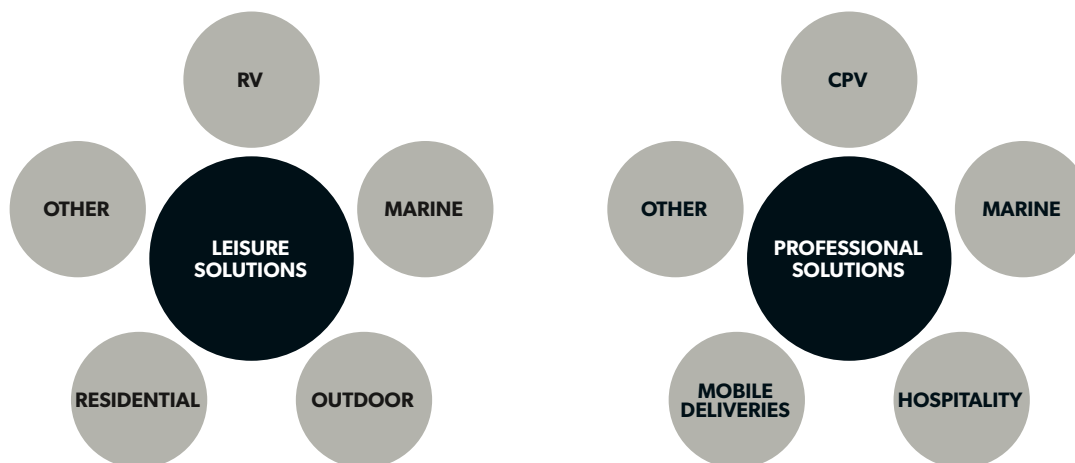 RV
OTHER
MARINE
LEISURE
SOLUTIONS
RESIDENTIAL
OUTDOOR
CPV
OTHER
MARINE
PROFESSIONAL
SOLUTIONS
MOBILE
DELIVERIES
HOSPITALITY